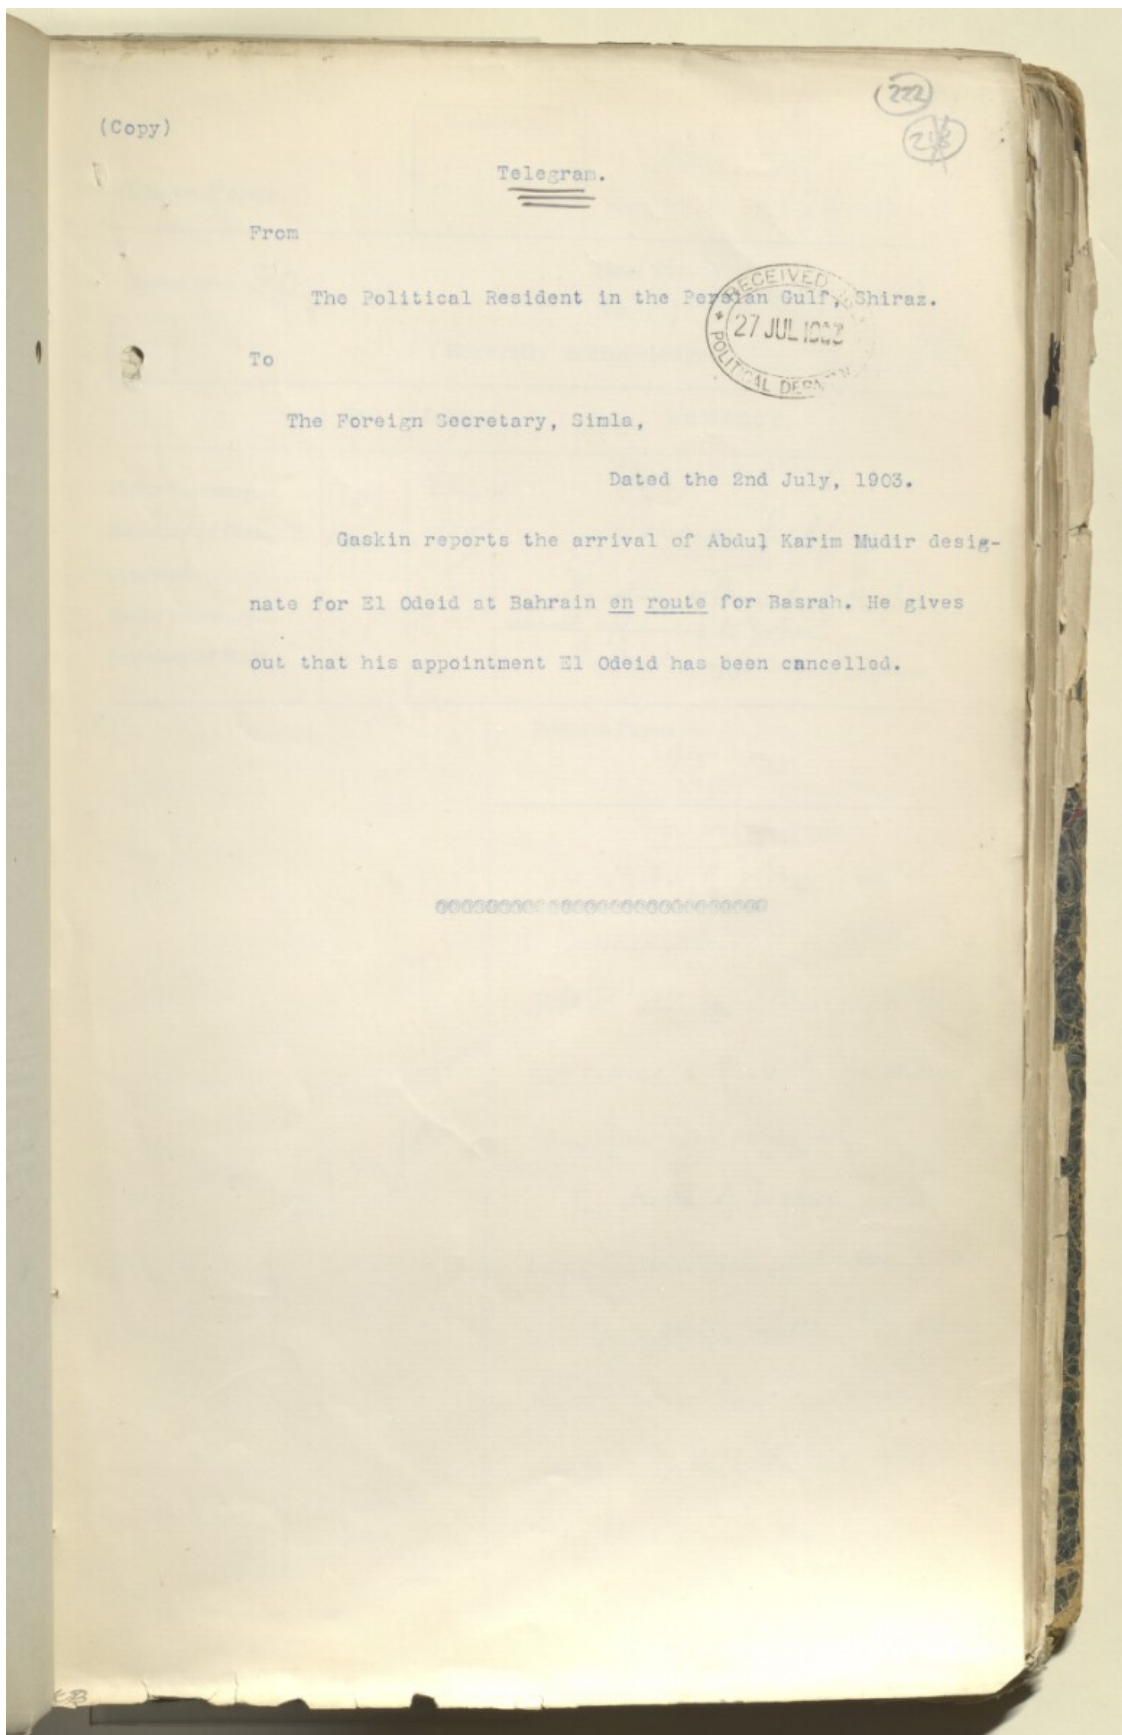 222
(Copy)
Telegram.
From
The Political Resident in the Persian Gulf, Shiraz.
RECEIVED
27 JUL 1903
POLITICAL
To
The Foreign Secretary, Simla,
Dated the 2nd July, 1903.
Gaskin reports the arrival of Abdul Karim Mudir desig-
nate for El Odeid at Bahrain en route for Basrah. He gives
out that his appointment El Odeid has been cancelled.